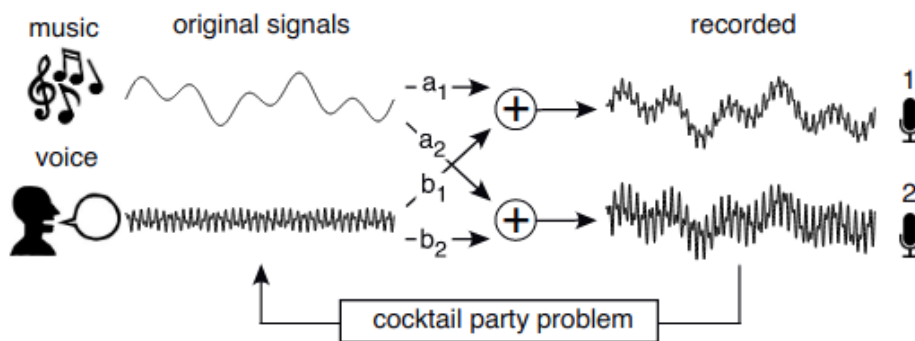 music
original signals
recorded
a1
1
a2
voice
b1
2
b2
cocktail party problem